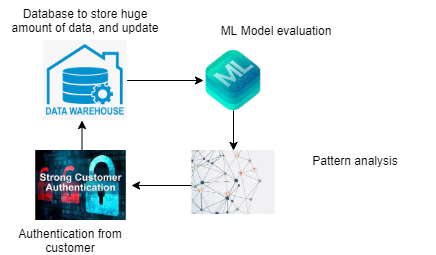 Database to store huge
amount of data, and update
ML Model evaluation
DATA WAREHOUSE
ML
Pattern analysis
Strong Customer
Authentication
Authentication from
customer